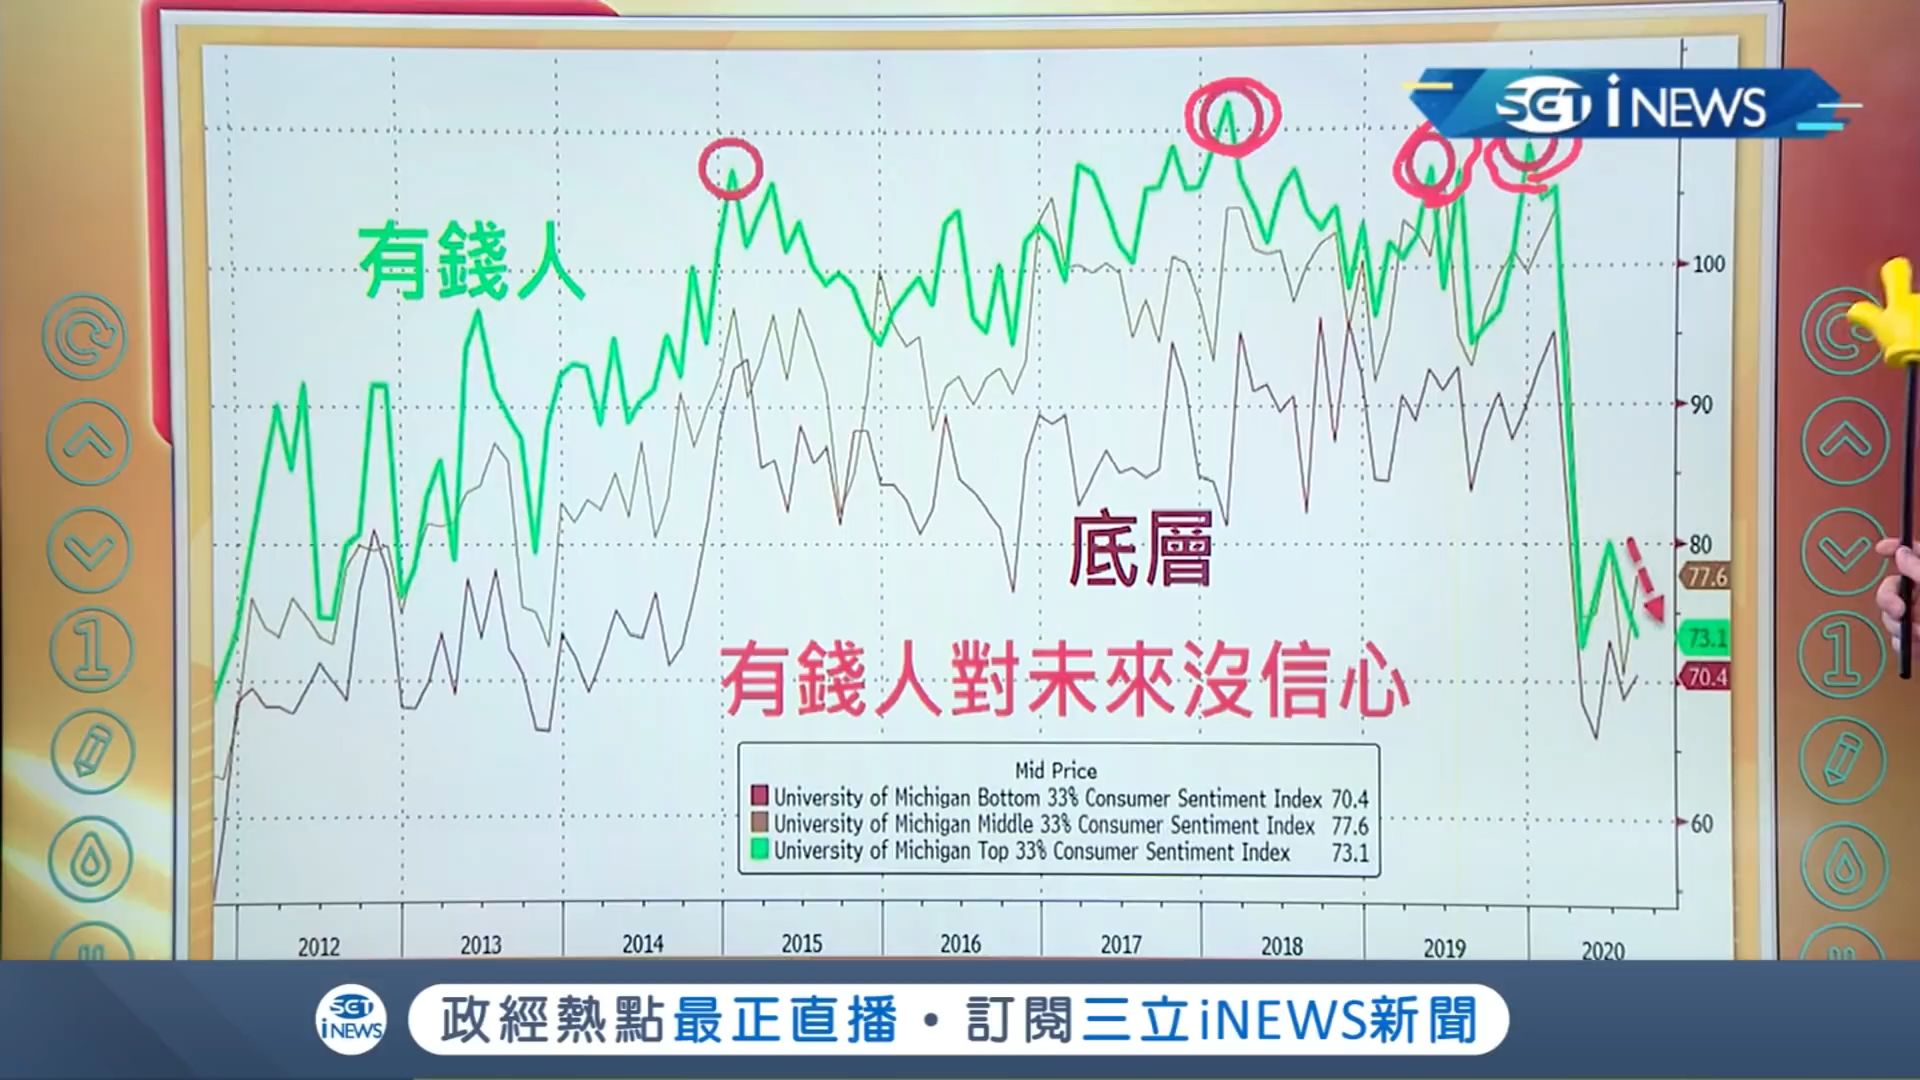 SET iNEWS
有錢人
100
90
底層
80
77.6
73.1
70.4
有錢人對未來沒信心
Mid Price
University of Michigan Bottom 33% Consumer Sentiment Index 70.4
University of Michigan Middle 33% Consumer Sentiment Index 77.6
University of Michigan Top 33% Consumer Sentiment Index 73.1
60
2012 2013 2014 2015 2016 2017 2018 2019 2020
1
1
SET iNEWS
政經熱點最正直播・訂閱三立iNEWS新聞